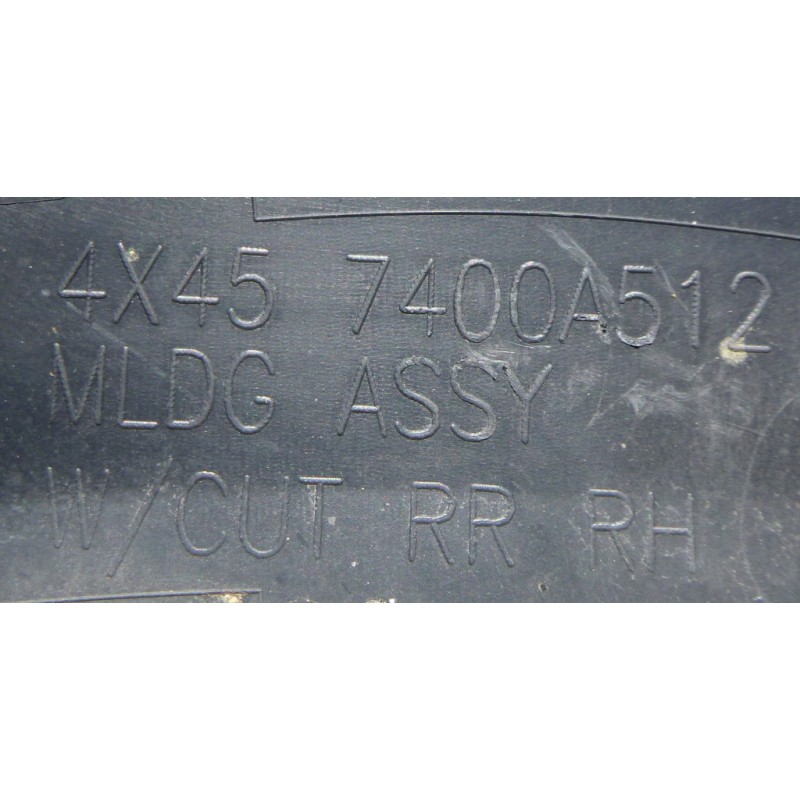 4X45 7400A512
MLDG ASSY
W/CUT RR RH